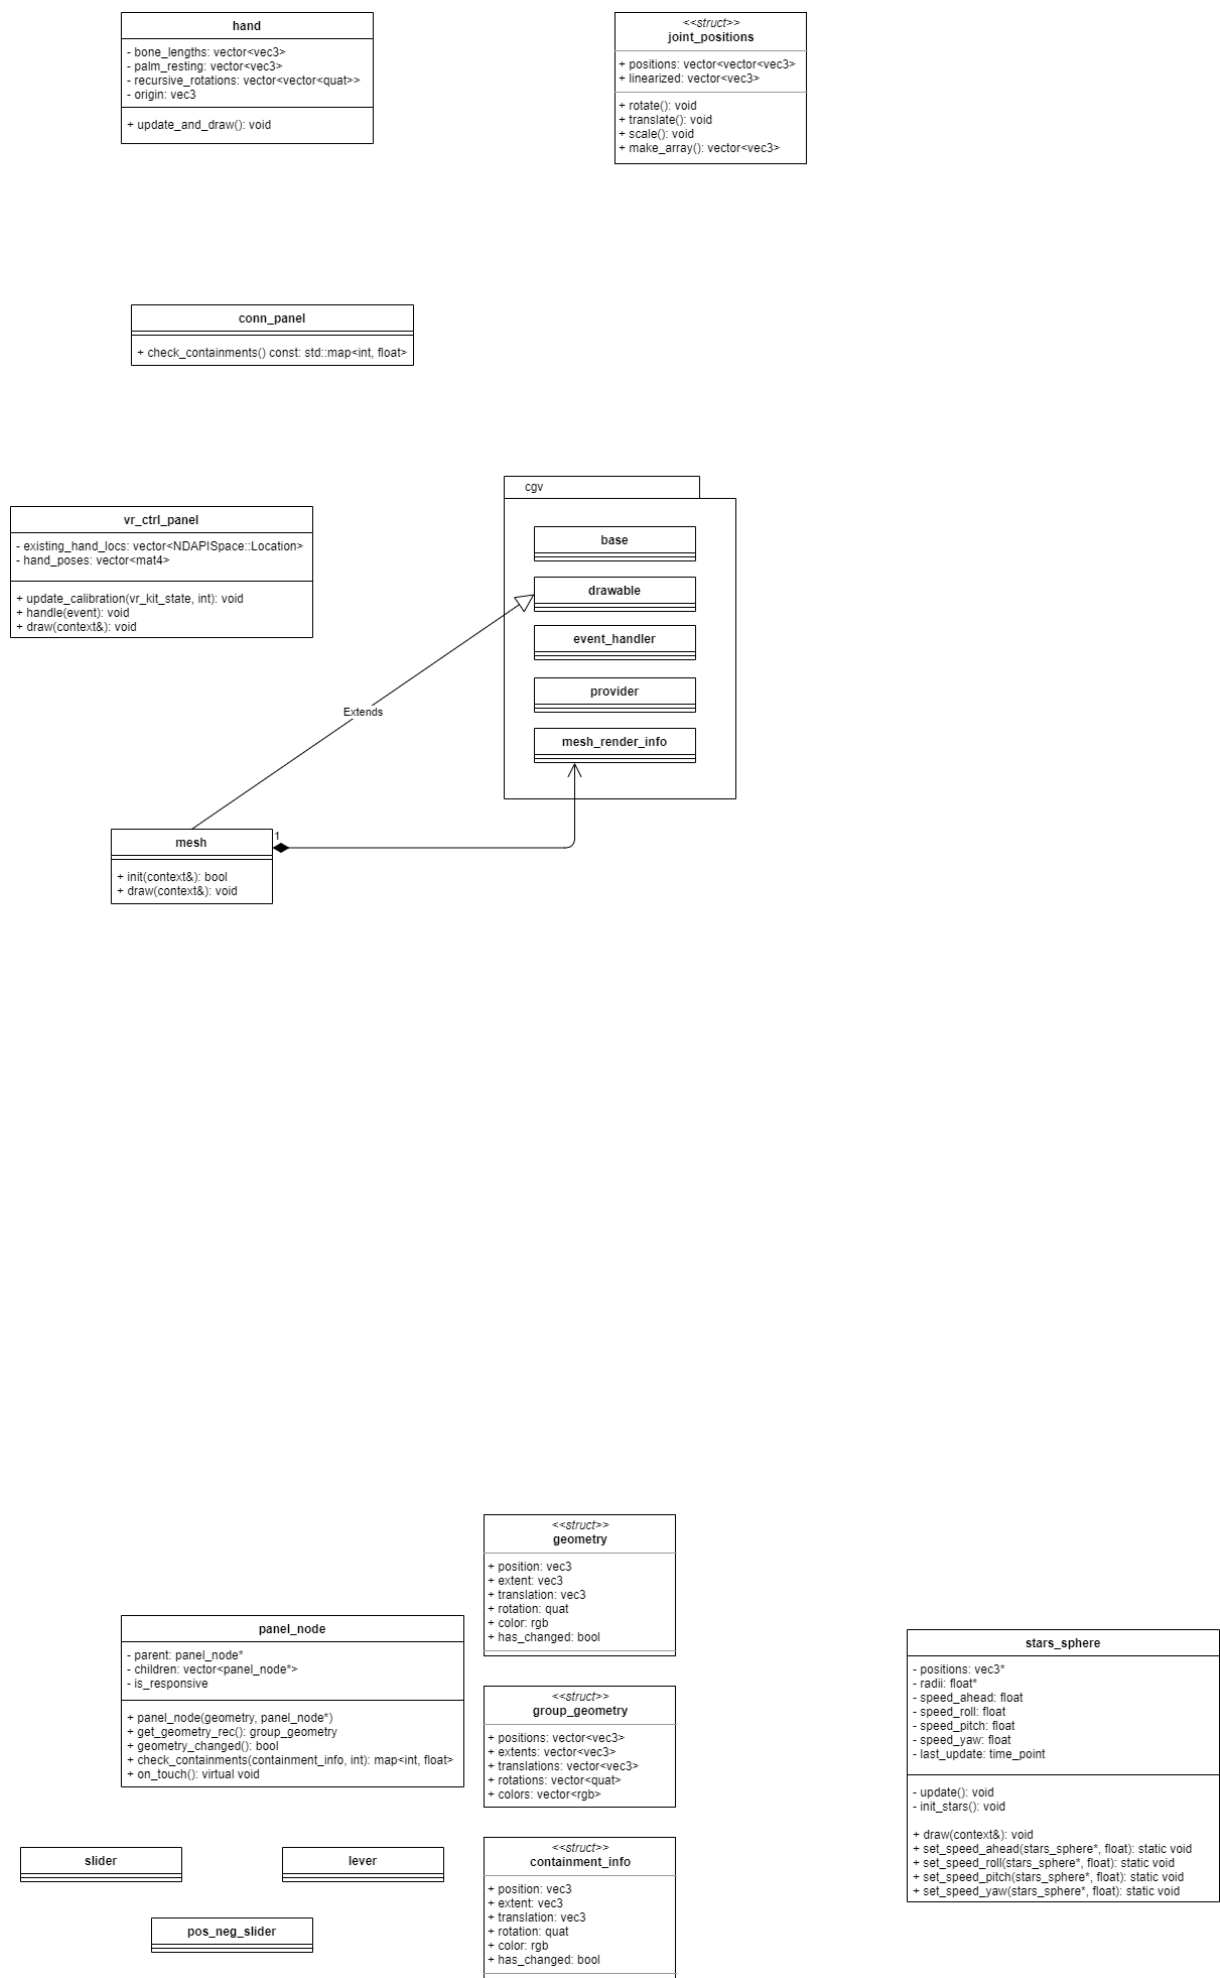 hand
- bone_lengths: vector<vec3>
- palm_resting: vector<vec3>
- recursive_rotations: vector<vector<quat>>
- origin: vec3
+ update_and_draw(): void
<<struct>>
joint_positions
+ positions: vector<vector<vec3>
+ linearized: vector<vec3>
+ rotate(): void
+ translate(): void
+ scale(): void
+ make_array(): vector<vec3>
conn_panel
+ check_containments() const: std::map<int, float>
vr_ctrl_panel
- existing_hand_locs: vector<NDAPISpace::Location>
- hand_poses: vector<mat4>
+ update_calibration(vr_kit_state, int): void
+ handle(event): void
+ draw(context&): void
cgv
base
drawable
event_handler
provider
mesh_render_info
Extends
mesh
1
+ init(context&): bool
+ draw(context&): void
<<struct>>
geometry
+ position: vec3
+ extent: vec3
+ translation: vec3
+ rotation: quat
+ color: rgb
+ has_changed: bool
panel_node
- parent: panel_node*
- children: vector<panel_node*>
- is_responsive
+ panel_node(geometry, panel_node*)
+ get_geometry_rec(): group_geometry
+ geometry_changed(): bool
+ check_containments(containment_info, int): map<int, float>
+ on_touch(): virtual void
<<struct>>
group_geometry
+ positions: vector<vec3>
+ extents: vector<vec3>
+ translations: vector<vec3>
+ rotations: vector<quat>
+ colors: vector<rgb>
stars_sphere
- positions: vec3*
- radii: float*
- speed_ahead: float
- speed_roll: float
- speed_pitch: float
- speed_yaw: float
- last_update: time_point
- update(): void
- init_stars(): void
+ draw(context&): void
+ set_speed_ahead(stars_sphere*, float): static void
+ set_speed_roll(stars_sphere*, float): static void
+ set_speed_pitch(stars_sphere*, float): static void
+ set_speed_yaw(stars_sphere*, float): static void
slider
lever
pos_neg_slider
<<struct>>
containment_info
+ position: vec3
+ extent: vec3
+ translation: vec3
+ rotation: quat
+ color: rgb
+ has_changed: bool